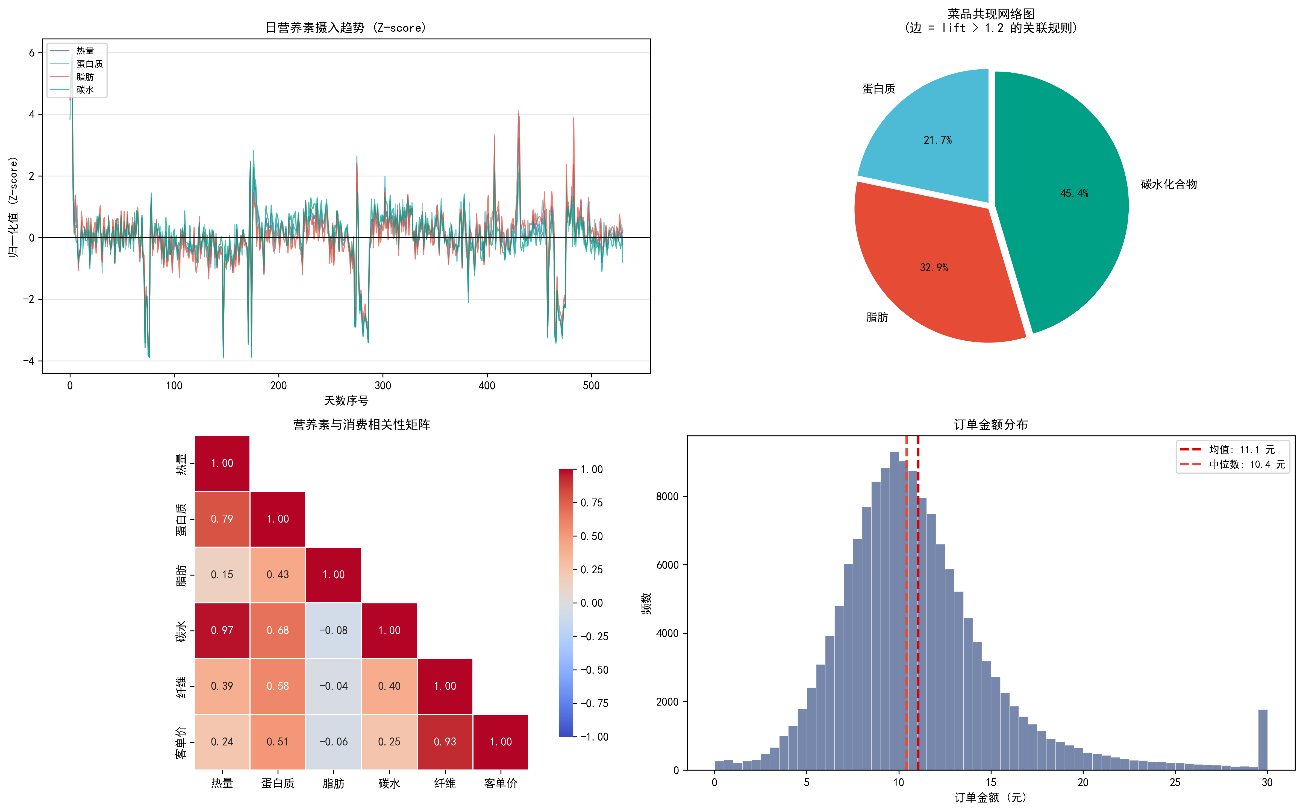 日营养素摄入趋势 (Z-score)
热量
蛋白质
脂肪
碳水
归一化值 (Z-score)
6
4
2
0
−2
−4
0 100 200 300 400 500
天数序号
菜品共现网络图
(边 = lift > 1.2 的关联规则)
蛋白质
21.7%
碳水化合物
45.4%
32.9%
脂肪
营养素与消费相关性矩阵
热量
1.00
蛋白质
0.79 1.00
脂肪
0.15 0.43 1.00
碳水
0.97 0.68 −0.08 1.00
纤维
0.39 0.58 −0.04 0.40 1.00
客单价
0.24 0.51 −0.06 0.25 0.93 1.00
热量 蛋白质 脂肪 碳水 纤维 客单价
1.00
0.75
0.50
0.25
0.00
−0.25
−0.50
−0.75
−1.00
订单金额分布
均值: 11.1 元
中位数: 10.4 元
频数
8000
6000
4000
2000
0
0 5 10 15 20 25 30
订单金额 (元)